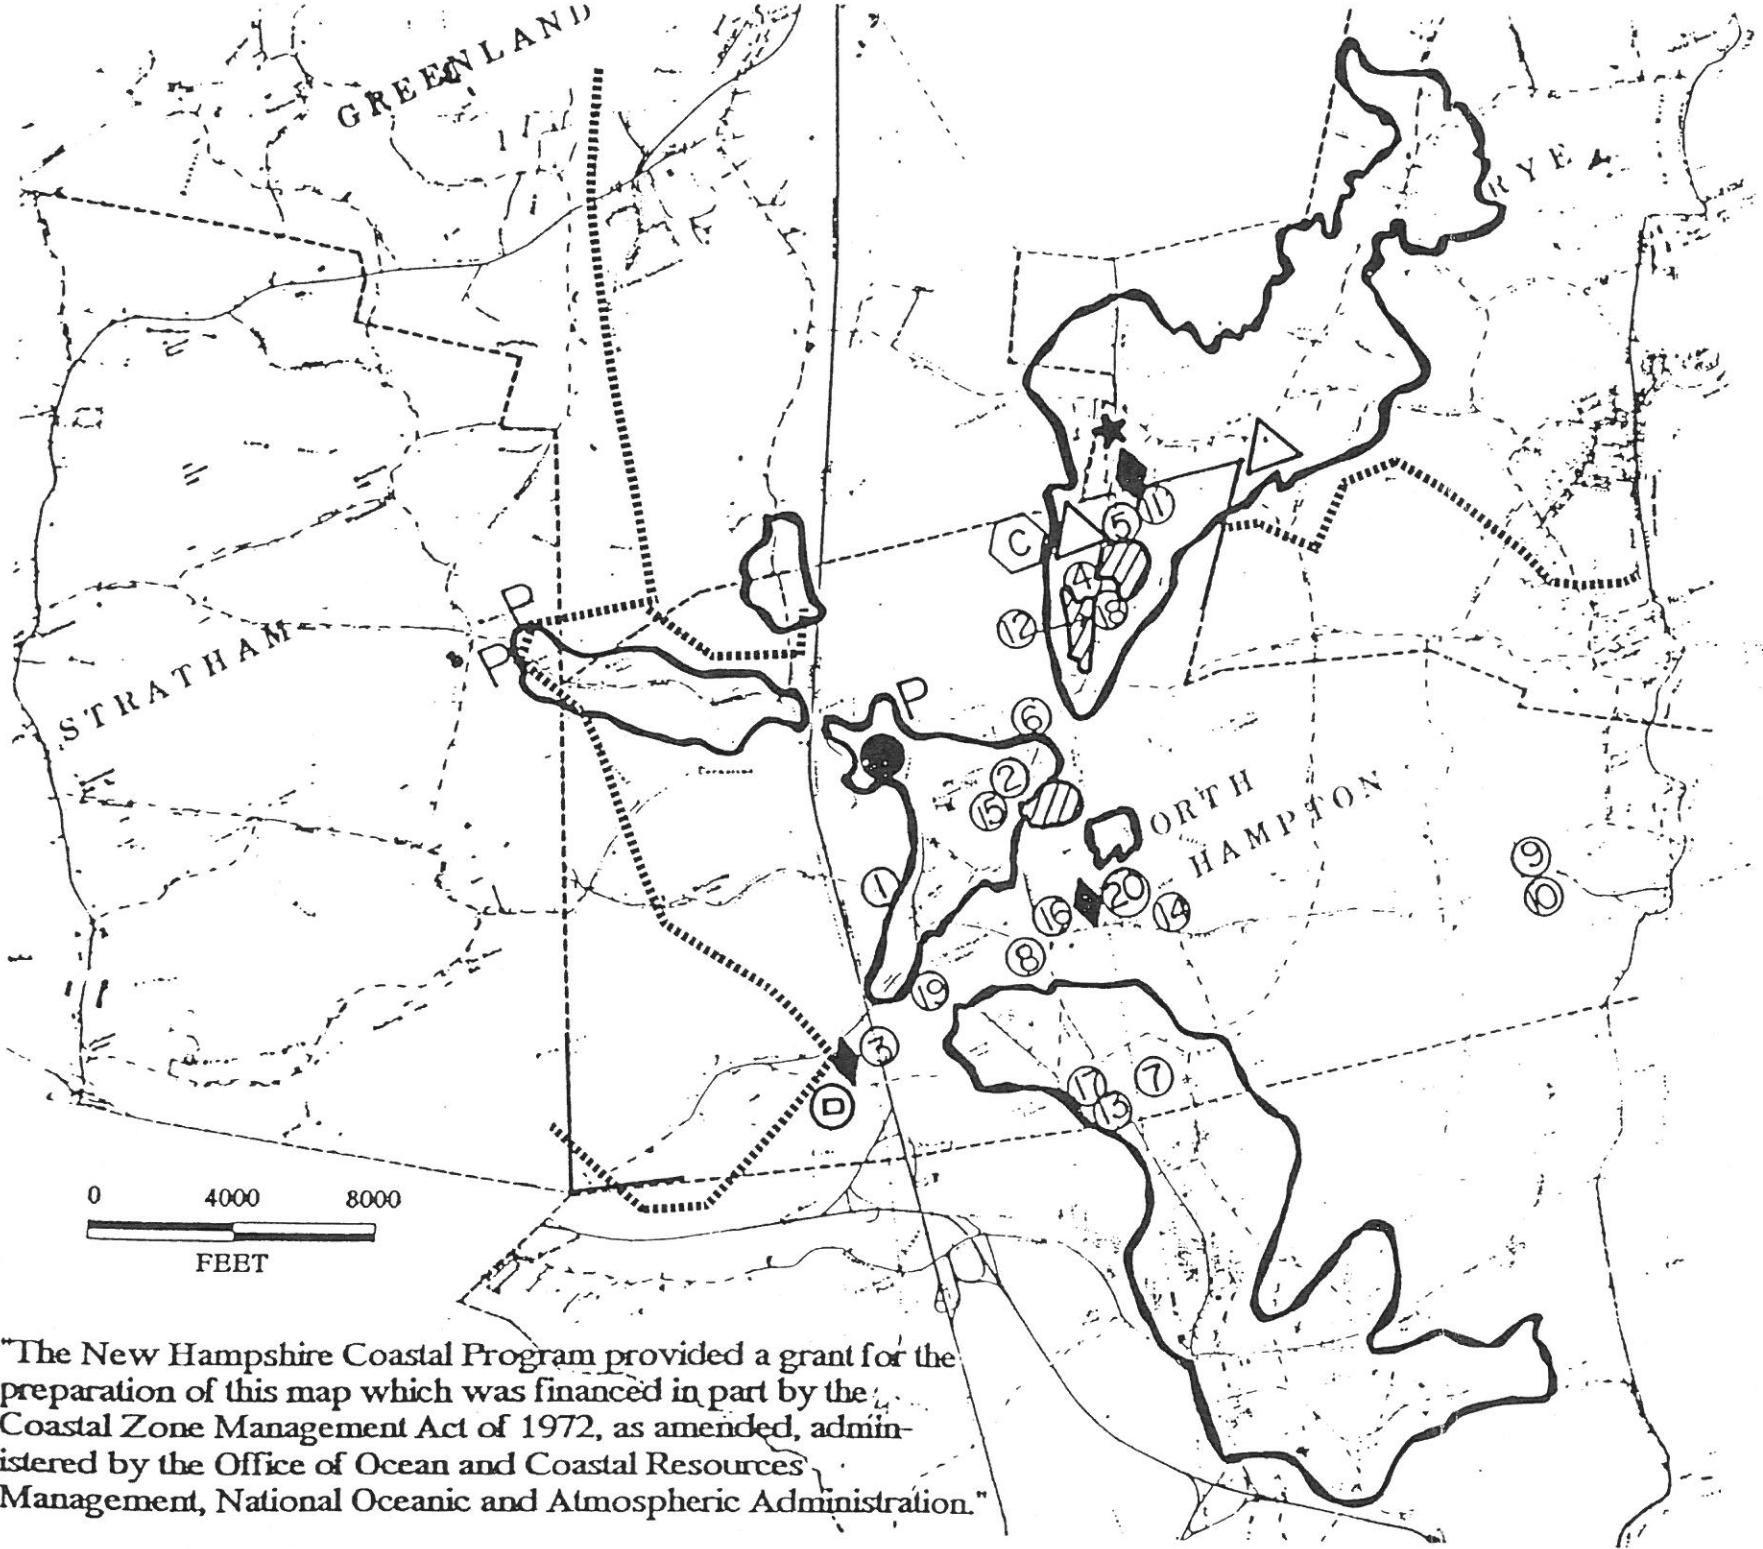 GREENLAND
RYE
P
C
5
11
4
18
12
P
P
STRATHAM
P
6
2
15
NORTH
HAMPTON
9
10
1
20
16
14
8
19
3
D
17
7
13
0 4000 8000
FEET
"The New Hampshire Coastal Program provided a grant for the
preparation of this map which was financed in part by the
Coastal Zone Management Act of 1972, as amended, admin-
istered by the Office of Ocean and Coastal Resources
Management, National Oceanic and Atmospheric Administration."